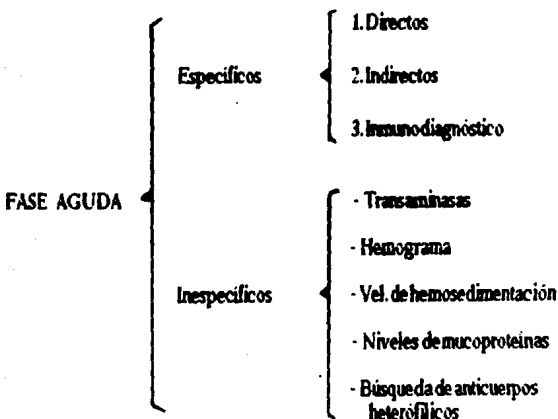 1. Directos
Específicos
2. Indirectos
3. Inmunodiagnóstico
FASE AGUDA
- Transaminasas
- Hemograma
Inespecíficos
- Vel. de hemosedimentación
- Niveles de mucoproteínas
- Búsqueda de anticuerpos
heterófilicos